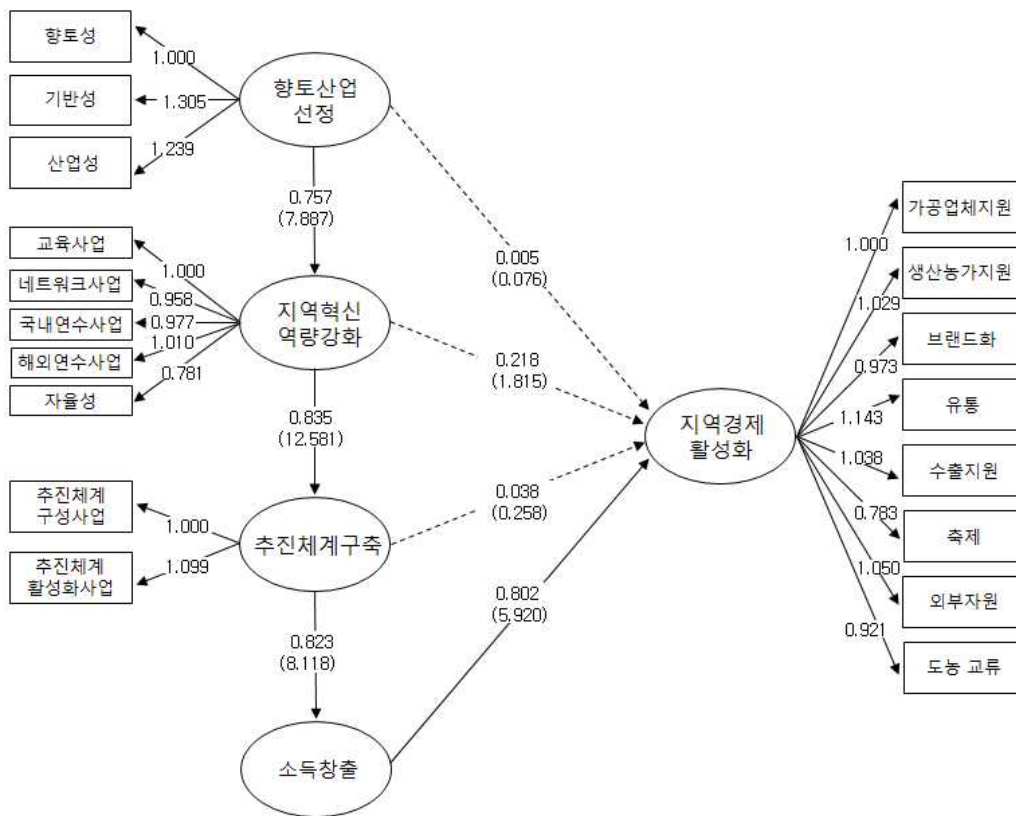 향토성
기반성
산업성
1.000
1.305
1.239
향토산업
선정
0.757
(7.887)
0.005
(0.076)
교육사업
네트워크사업
국내연수사업
해외연수사업
자율성
1.000
0.958
0.977
1.010
0.781
지역혁신
역량강화
0.218
(1.815)
0.835
(12.581)
추진체계
구성사업
추진체계
활성화사업
1.000
1.099
추진체계구축
0.038
(0.258)
0.823
(8.118)
소득창출
0.802
(5.920)
지역경제
활성화
1.000
1.029
0.973
1.143
1.038
0.783
1.050
0.921
가공업체지원
생산농가지원
브랜드화
유통
수출지원
축제
외부자원
도농 교류